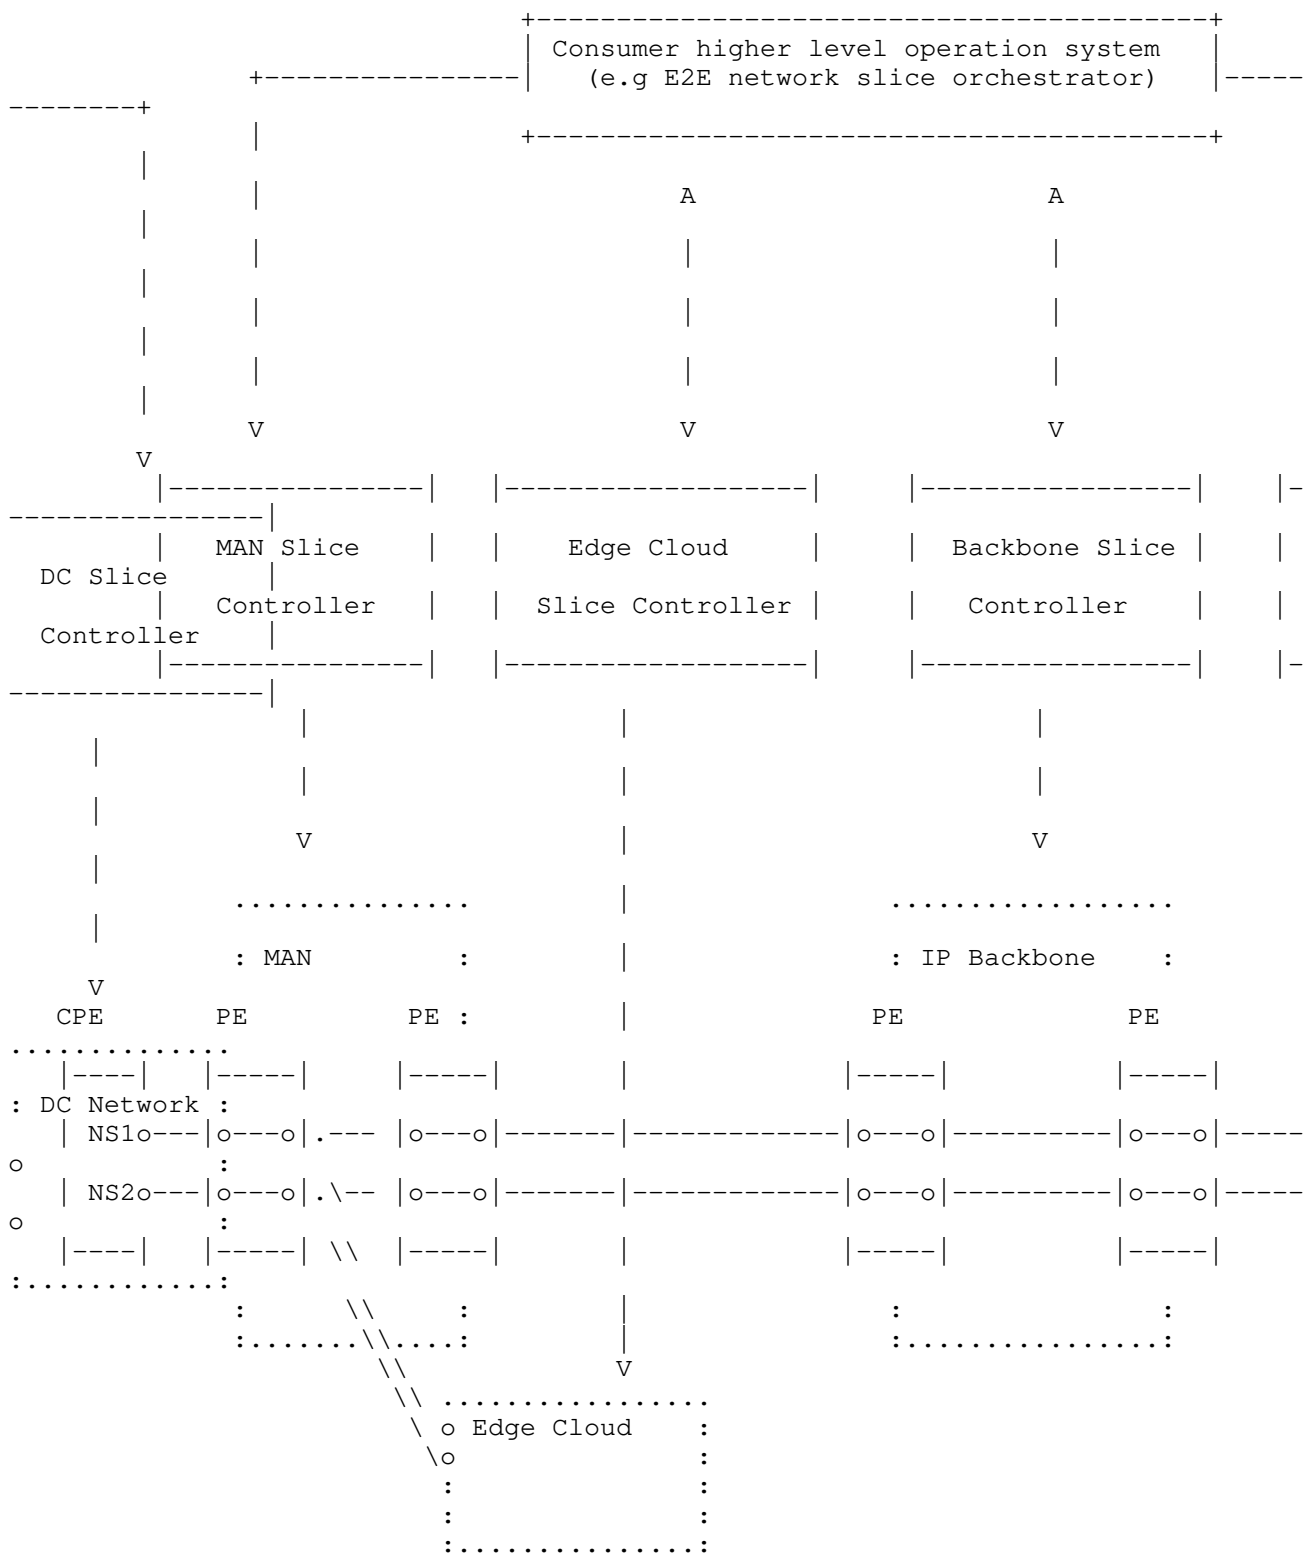 Consumer higher level operation system
(e.g E2E network slice orchestrator)
A A
V V V
V
MAN Slice Edge Cloud Backbone Slice
DC Slice
Controller Slice Controller Controller
Controller
V V
: MAN : : IP Backbone :
V
CPE PE PE : PE PE
: DC Network :
NS1o---|o---o|.--- |o---o|-------|-------------|o---o|----------|o---o|-----
o :
NS2o---|o---o|.\-- |o---o|-------|-------------|o---o|----------|o---o|-----
o :
V
o Edge Cloud :
\o :